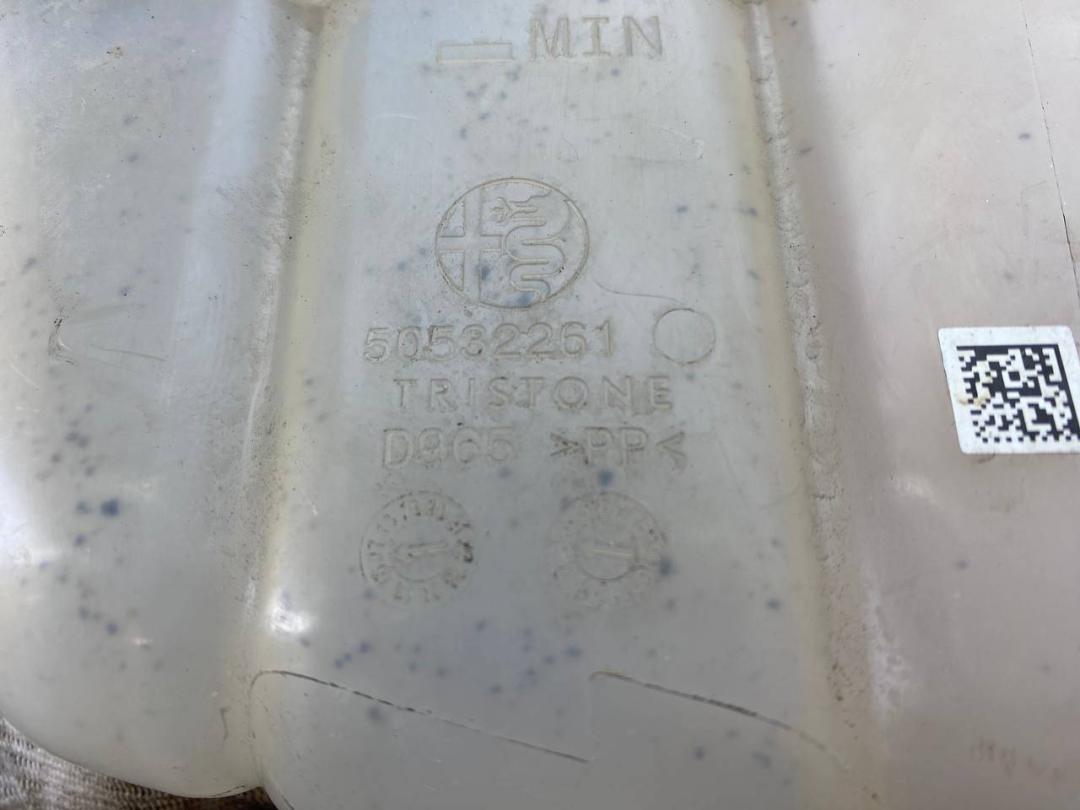 MIN
50532261
TRISTONE
D965 >PP<